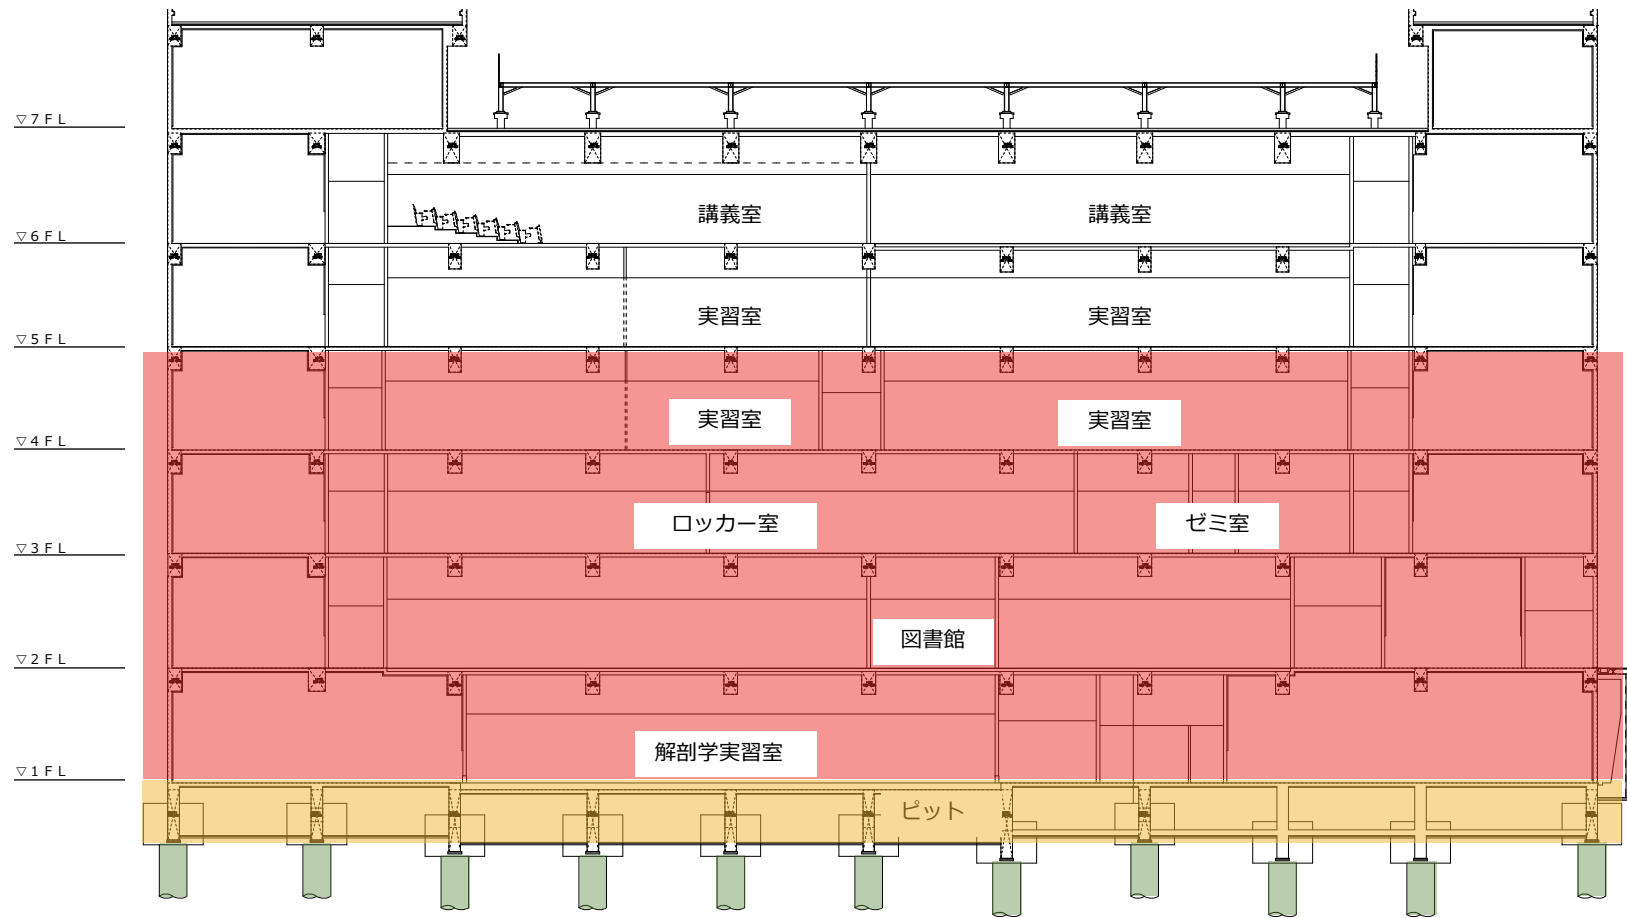 ▽7FL
講義室 講義室
▽6FL
実習室 実習室
▽5FL
実習室 実習室
▽4FL
ロッカー室 ゼミ室
▽3FL
図書館
▽2FL
解剖学実習室
▽1FL
ピット